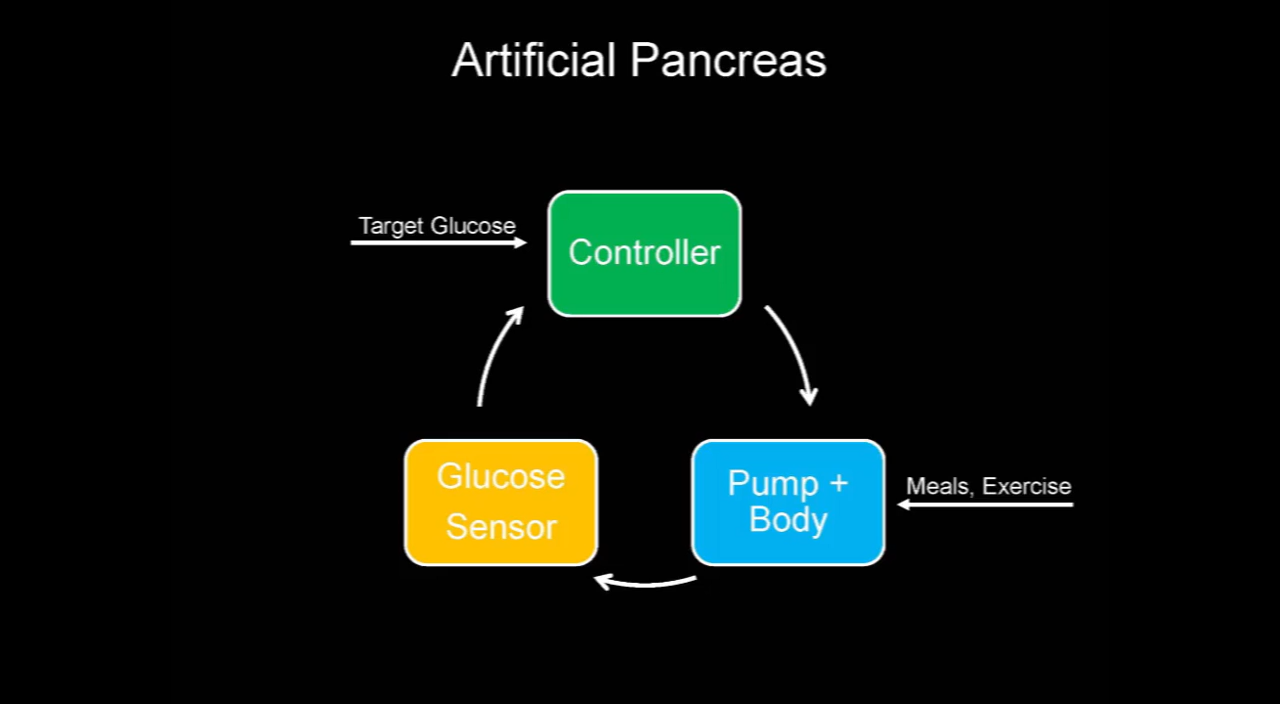 Artificial Pancreas
Target Glucose
Controller
Glucose
Sensor
Pump +
Body
Meals, Exercise